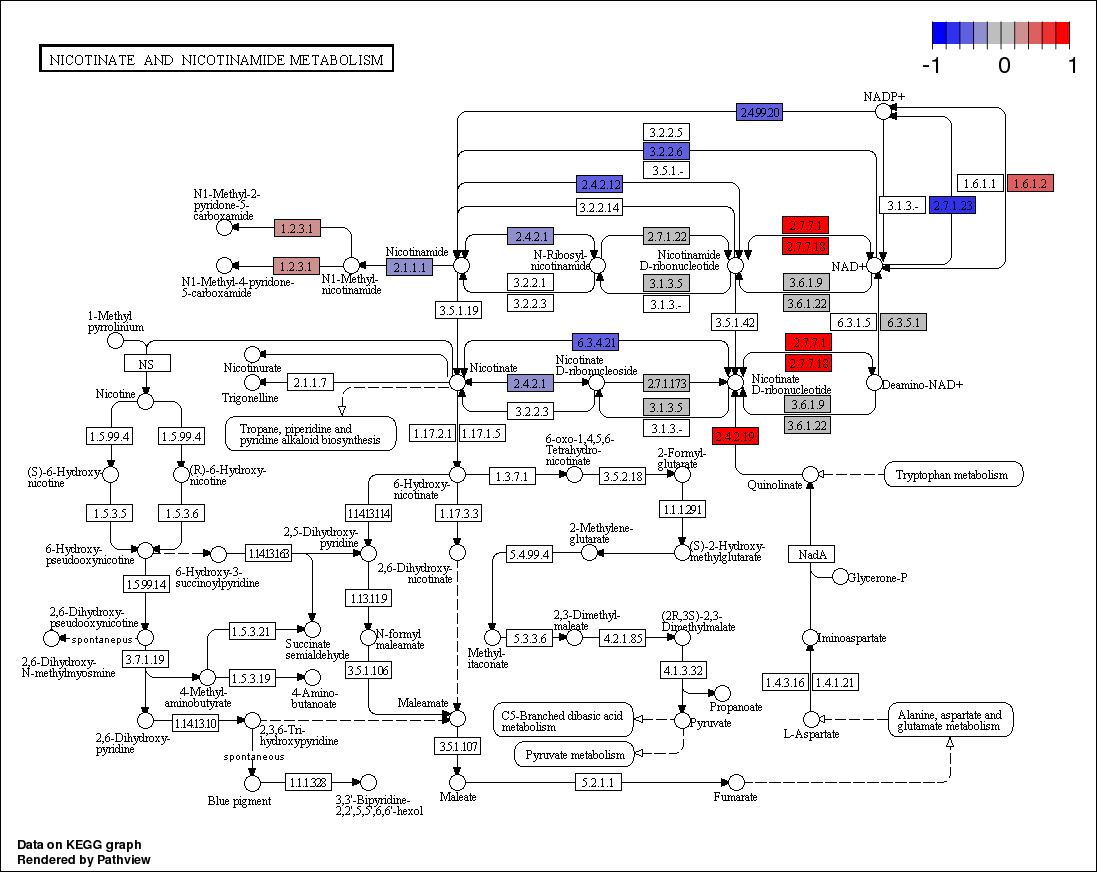 NICOTINATE AND NICOTINAMIDE METABOLISM
-1 0 1
NADP+
2.4.99.20
3.2.2.5
3.2.2.6
3.5.1.-
2.4.2.12
3.2.2.14
1.6.1.1
1.6.1.2
3.1.3.-
2.7.1.23
N1-Methyl-2-
pyridone-5-
carboxamide
1.2.3.1
Nicotinamide
2.4.2.1
2.7.1.22
2.7.7.1
2.7.7.18
N-Ribosyl-
nicotinamide
Nicotinamide
D-ribonucleotide
NAD+
1.2.3.1
2.1.1.1
N1-Methyl-4-pyridone-
5-carboxamide
N1-Methyl-
nicotinamide
3.2.2.1
3.2.2.3
3.1.3.5
3.1.3.-
3.6.1.9
3.6.1.22
3.5.1.19
3.5.1.42
6.3.1.5
6.3.5.1
1-Methyl
pyrrolinium
NS
Nicotinurate
2.1.1.7
Trigonelline
Nicotine
6.3.4.21
Nicotinate
2.4.2.1
3.2.2.3
Nicotinate
D-ribonucleoside
2.7.1.173
3.1.3.5
3.1.3.-
2.7.7.1
2.7.7.18
Nicotinate
D-ribonucleotide
3.6.1.9
3.6.1.22
Deamino-NAD+
Tropane, piperidine and
pyridine alkaloid biosynthesis
1.17.2.1
1.17.1.5
2.4.2.19
1.5.99.4
1.5.99.4
(S)-6-Hydroxy-
nicotine
(R)-6-Hydroxy-
nicotine
1.5.3.5
1.5.3.6
6-Hydroxy-
pseudooxynicotine
6-Hydroxy-3-
succinoylpyridine
1.14.13.163
6-Hydroxy-
nicotinate
1.3.7.1
6-oxo-1,4,5,6-
Tetrahydro-
nicotinate
3.5.2.18
2-Formyl-
glutarate
Quinolinate
Tryptophan metabolism
1.14.13.114
1.17.3.3
1.1.1.291
2,5-Dihydroxy-
pyridine
2,6-Dihydroxy-
nicotinate
5.4.99.4
2-Methylene-
glutarate
(S)-2-Hydroxy-
methylglutarate
NadA
Glycerone-P
1.5.99.14
1.13.11.9
2,6-Dihydroxy-
pseudooxynicotine
spontanepus
2,6-Dihydroxy-
N-methylmyosmine
3.7.1.19
1.5.3.21
Succinate
semialdehyde
N-formyl
maleamate
3.5.1.106
Methyl-
itaconate
5.3.3.6
2,3-Dimethyl-
maleate
4.2.1.85
(2R,3S)-2,3-
Dimethylmalate
Iminoaspartate
4-Methyl-
aminobutyrate
1.5.3.19
4-Amino-
butanoate
4.1.3.32
Propanoate
1.4.3.16
1.4.1.21
2,6-Dihydroxy-
pyridine
1.14.13.10
2,3,6-Tri-
hydroxypyridine
spontaneous
Maleamate
C5-Branched dibasic acid
metabolism
Pyruvate
Pyruvate metabolism
L-Aspartate
Alanine, aspartate and
glutamate metabolism
3.5.1.107
Blue pigment
1.1.1.328
3,3'-Bipyridine-
2,2',5,5',6,6'-hexol
Maleate
5.2.1.1
Fumarate
Data on KEGG graph
Rendered by Pathview